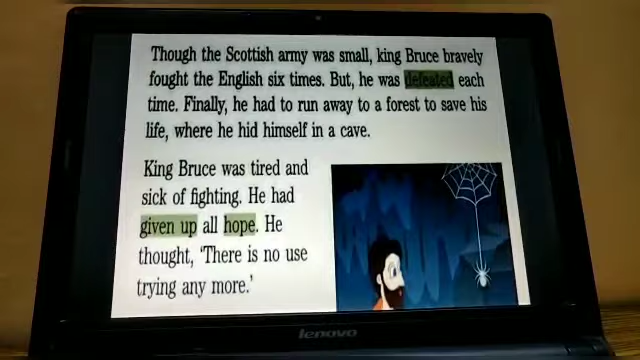 Though the Scottish army was small, king Bruce bravely
fought the English six times. But, he was defeated each
time. Finally, he had to run away to a forest to save his
life, where he hid himself in a cave.
King Bruce was tired and
sick of fighting. He had
given up all hope. He
thought, 'There is no use
trying any more.'
lenovo